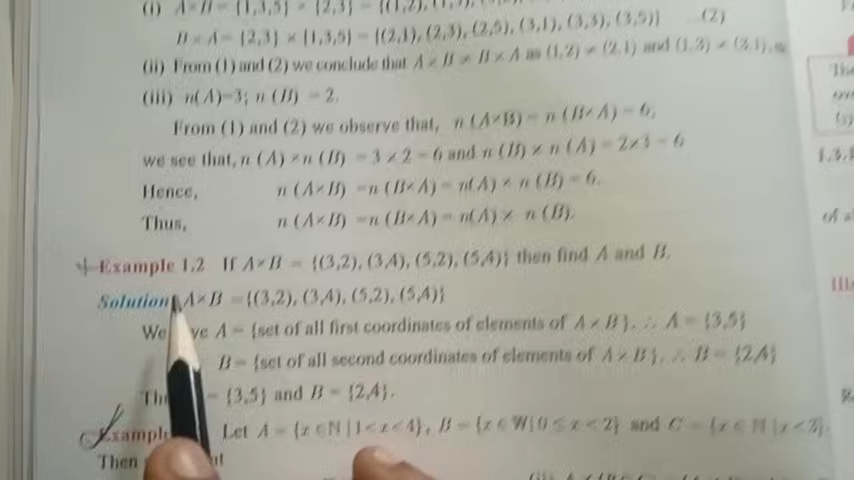 (i) A×B = {1,3,5} × {2,3} = {(1,2),
B × A = {2,3} × {1,3,5} = {(2,1), (2,3), (2,5), (3,1), (3,3), (3,5)} ...(2)
(ii) From (1) and (2) we conclude that A × B ≠ B × A as (1,2) ≠ (2,1) and (1,3) ≠ (3,1),
(iii) n(A)=3; n (B) = 2.
From (1) and (2) we observe that, n (A×B) = n (B×A) = 6;
we see that, n (A) × n (B) = 3 × 2 = 6 and n (B) × n (A) = 2×3 = 6
Hence, n (A×B) = n (B×A) = n(A) × n (B) = 6.
Thus, n (A×B) = n (B×A) = n(A) × n (B).
Example 1.2 If A×B = {(3,2), (3,4), (5,2), (5,4)} then find A and B.
Solution A×B = {(3,2), (3,4), (5,2), (5,4)}
We A = {set of all first coordinates of elements of A × B}. ∴ A = {3,5}
B = {set of all second coordinates of elements of A × B}. ∴ B = {2,4}
= {3,5} and B = {2,4}.
Let A = {x ∈ ℕ | 1 < x < 4}, B = {x ∈ 𝕎 | 0 ≤ x < 2} and C = {x ∈ ℕ | x < 3}.
Then
1.3.
of